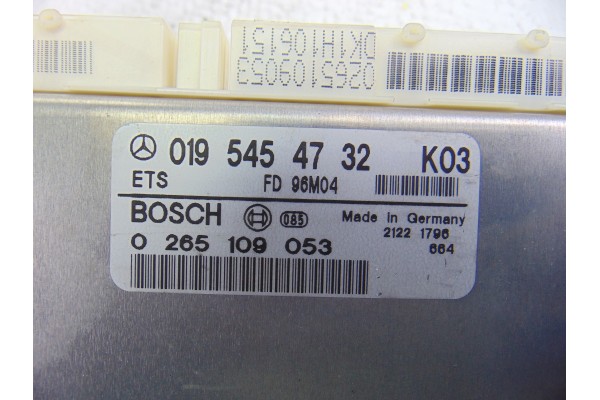 DK1H106151
0265109053
019 545 47 32 K03
ETS FD 96M04
BOSCH 085 Made in Germany
2122 1796
0 265 109 053 664